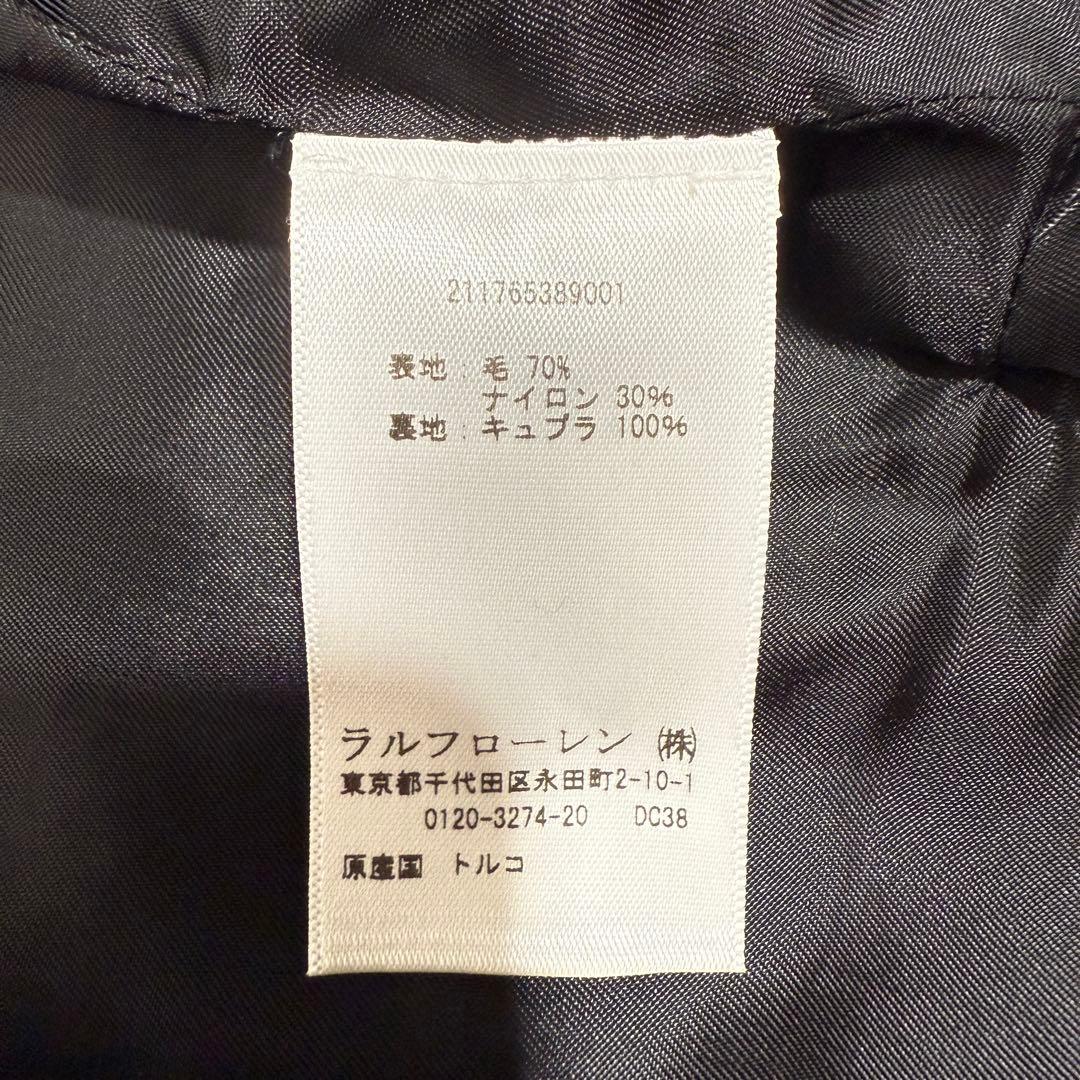 211765389001
表地：毛 70%
ナイロン 30%
裏地：キュプラ 100%
ラルフローレン ㈱
東京都千代田区永田町2-10-1
0120-3274-20 DC38
原産国 トルコ